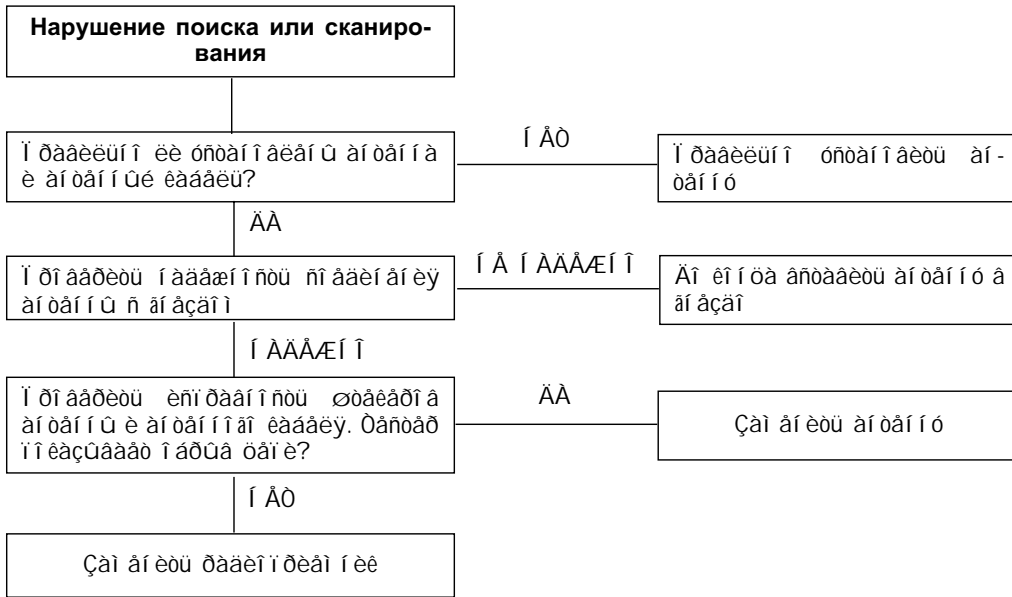 Нарушение поиска или сканиро-
вания
Ï ðàâèëüí î ëè óñòàí î âëåí û àí òåí í à
è àí òåí í ûé êàáåëü?
Í ÅÒ
Ï ðàâèëüí î óñòàí î âèòü àí -
òåí í ó
ÄÀ
Ï ðî âåðèòü í àäåæí î ñòü ñî åäèí åí èÿ
àí òåí í û ñ ãí åçäî ì
Í Å Í ÀÄÅÆÍ Î
Äî êî í öà âñòàâèòü àí òåí í ó â
ãí åçäî
Í ÀÄÅÆÍ Î
Ï ðî âåðèòü èñï ðàâí î ñòü øòåêåðî â
àí òåí í û è àí òåí í î ãî êàáåëÿ. Òåñòåð
ï î êàçûâàåò î áðûâ öåï è?
ÄÀ
Çàì åí èòü àí òåí í ó
Í ÅÒ
Çàì åí èòü ðàäèî ï ðèåì í èê